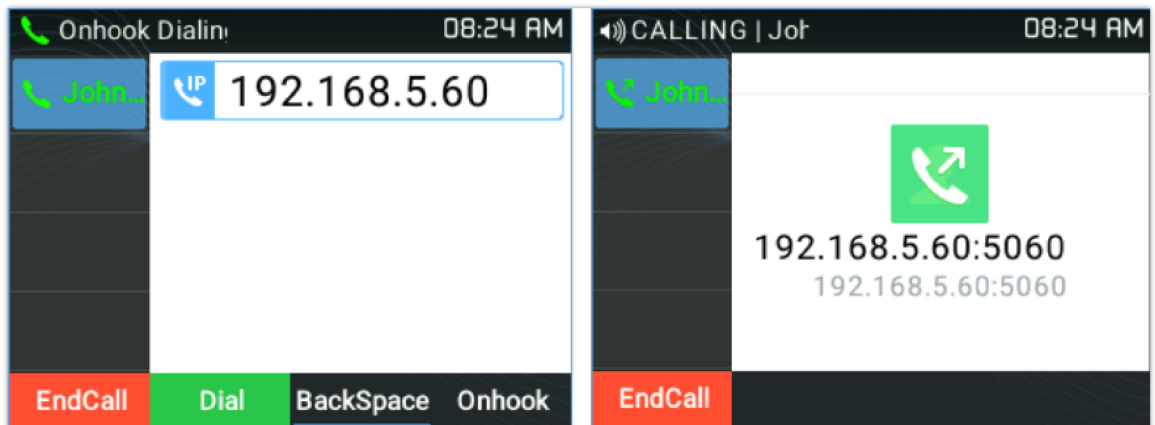 Onhook Dialin
08:24 AM
John...
IP
192.168.5.60
EndCall
Dial
BackSpace
Onhook
CALLING | Joh
08:24 AM
John...
192.168.5.60:5060
192.168.5.60:5060
EndCall